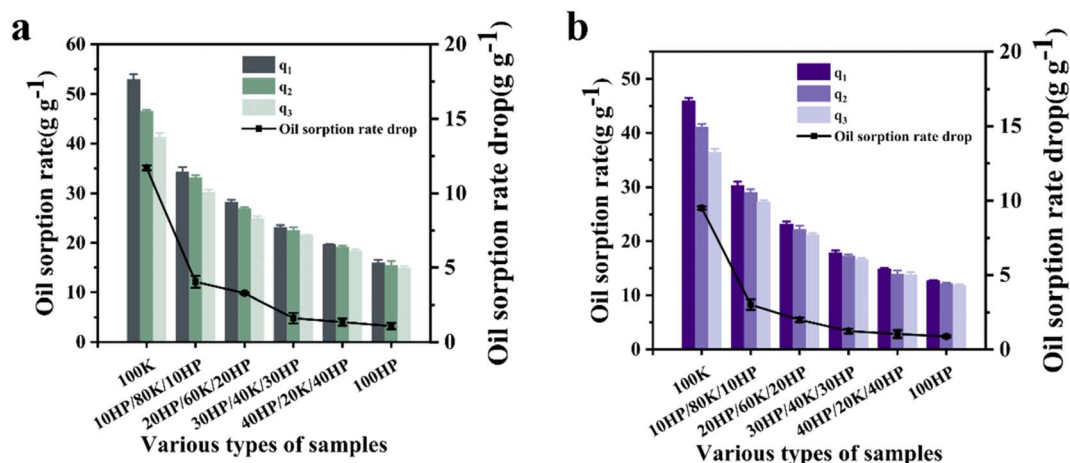 a
60
50
40
30
20
10
0
Oil sorption rate(g g⁻¹)
q₁
q₂
q₃
Oil sorption rate drop
20
15
10
5
0
Oil sorption rate drop(g g⁻¹)
100K
10HP/80K/10HP
20HP/60K/20HP
30HP/40K/30HP
40HP/20K/40HP
100HP
Various types of samples
b
50
40
30
20
10
0
Oil sorption rate(g g⁻¹)
q₁
q₂
q₃
Oil sorption rate drop
20
15
10
5
0
Oil sorption rate drop(g g⁻¹)
100K
10HP/80K/10HP
20HP/60K/20HP
30HP/40K/30HP
40HP/20K/40HP
100HP
Various types of samples